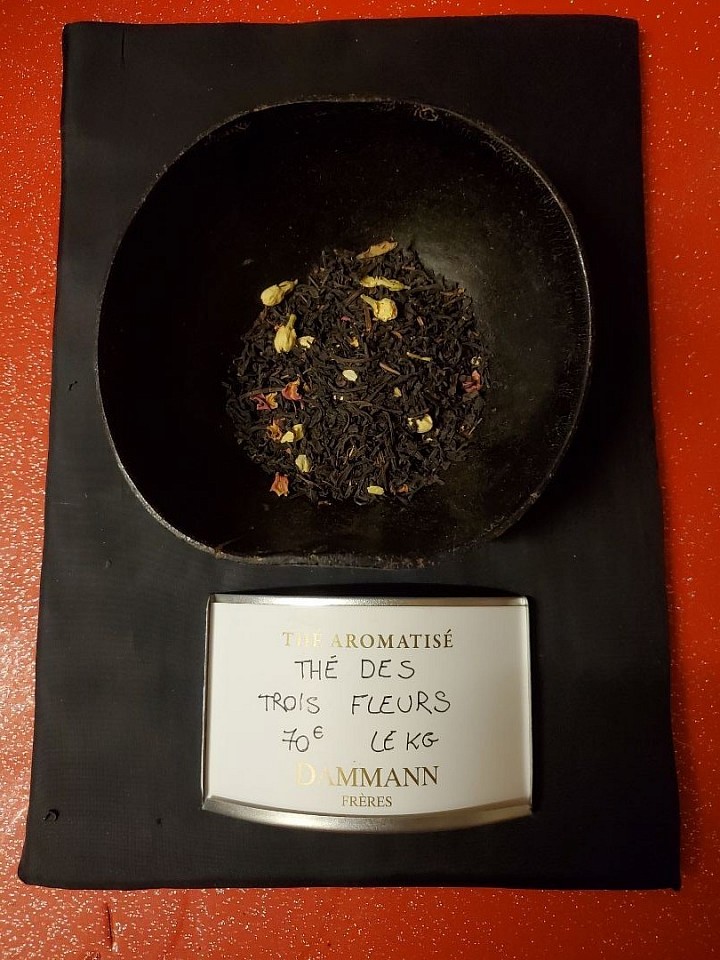 THÉ AROMATISÉ
THÉ DES
TROIS FLEURS
70€ LE KG
DAMMANN
FRÈRES